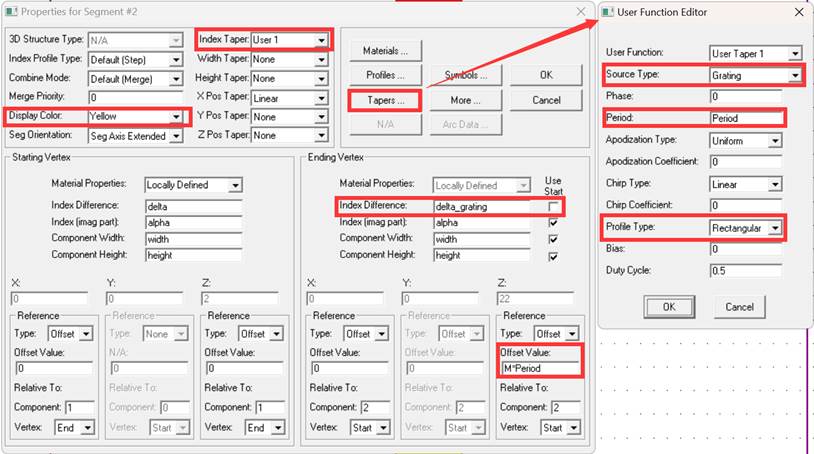 Properties for Segment #2
3D Structure Type: N/A
Index Profile Type: Default (Step)
Combine Mode: Default (Merge)
Merge Priority: 0
Display Color: Yellow
Seg Orientation: Seg Axis Extended
Index Taper: User 1
Width Taper: None
Height Taper: None
X Pos Taper: Linear
Y Pos Taper: None
Z Pos Taper: None
Materials ...
Profiles ... Symbols ... OK
Tapers ... More ... Cancel
N/A Arc Data ...
Starting Vertex
Material Properties: Locally Defined
Index Difference: delta
Index (imag part): alpha
Component Width: width
Component Height: height
X: Y: Z:
0 0 2
Reference Reference Reference
Type: Offset Type: None Type: Offset
Offset Value: N/A: Offset Value:
0 0 0
Relative To: Relative To: Relative To:
Component: 1 Component: 0 Component: 1
Vertex: End Vertex: Start Vertex: End
Ending Vertex
Use
Start
Material Properties: Locally Defined
Index Difference: delta_grating
Index (imag part): alpha
Component Width: width
Component Height: height
X: Y: Z:
0 0 22
Reference Reference Reference
Type: Offset Type: Offset Type: Offset
Offset Value: Offset Value: Offset Value:
0 0 M*Period
Relative To: Relative To: Relative To:
Component: 2 Component: 2 Component: 2
Vertex: Start Vertex: Start Vertex: Start
User Function Editor
User Function: User Taper 1
Source Type: Grating
Phase: 0
Period: Period
Apodization Type: Uniform
Apodization Coefficient: 0
Chirp Type: Linear
Chirp Coefficient: 0
Profile Type: Rectangular
Bias: 0
Duty Cycle: 0.5
OK Cancel